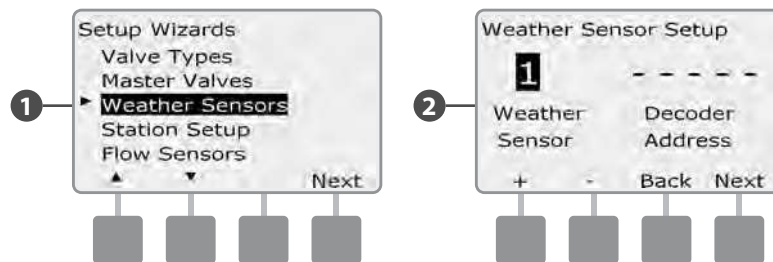 Setup Wizards
Valve Types
Master Valves
Weather Sensors
Station Setup
Flow Sensors
Next
1
Weather Sensor Setup
1 - - - - -
Weather Decoder
Sensor Address
+ - Back Next
2